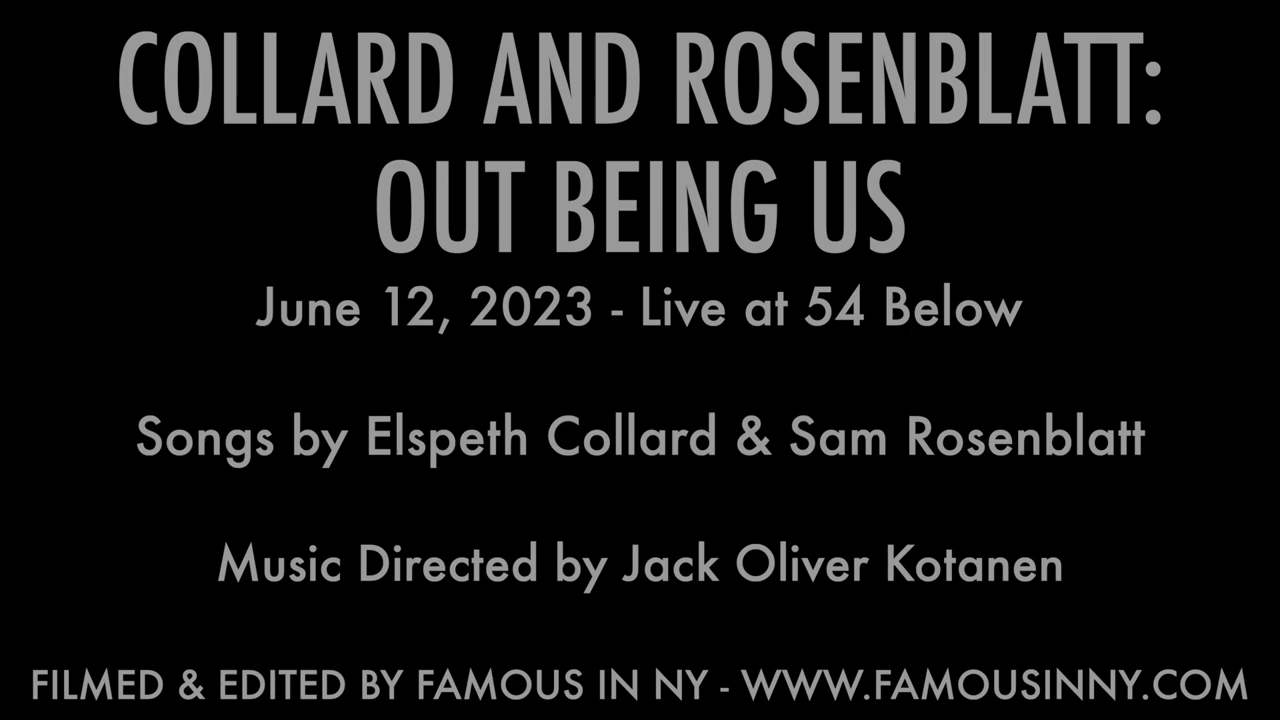 COLLARD AND ROSENBLATT:
OUT BEING US
June 12, 2023 - Live at 54 Below
Songs by Elspeth Collard & Sam Rosenblatt
Music Directed by Jack Oliver Kotanen
FILMED & EDITED BY FAMOUS IN NY - WWW.FAMOUSINNY.COM